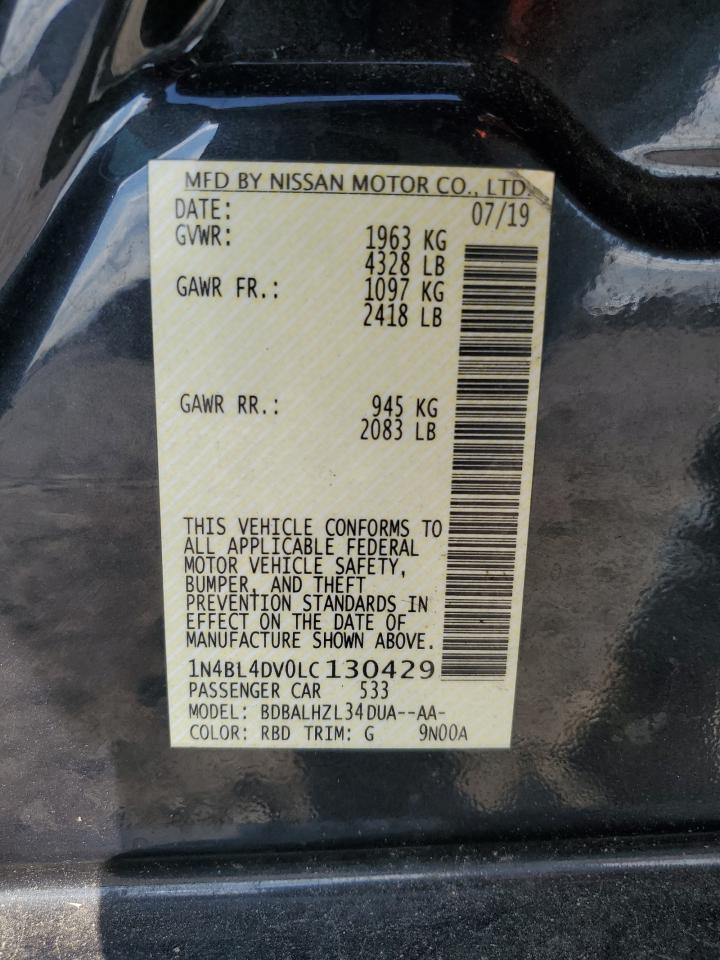 MFD BY NISSAN MOTOR CO., LTD.
DATE: 07/19
GVWR: 1963 KG
4328 LB
GAWR FR.: 1097 KG
2418 LB
GAWR RR.: 945 KG
2083 LB
THIS VEHICLE CONFORMS TO
ALL APPLICABLE FEDERAL
MOTOR VEHICLE SAFETY,
BUMPER, AND THEFT
PREVENTION STANDARDS IN
EFFECT ON THE DATE OF
MANUFACTURE SHOWN ABOVE.
1N4BL4DV0LC130429
PASSENGER CAR 533
MODEL: BDBALHZL34DUA--AA-
COLOR: RBD TRIM: G 9N00A